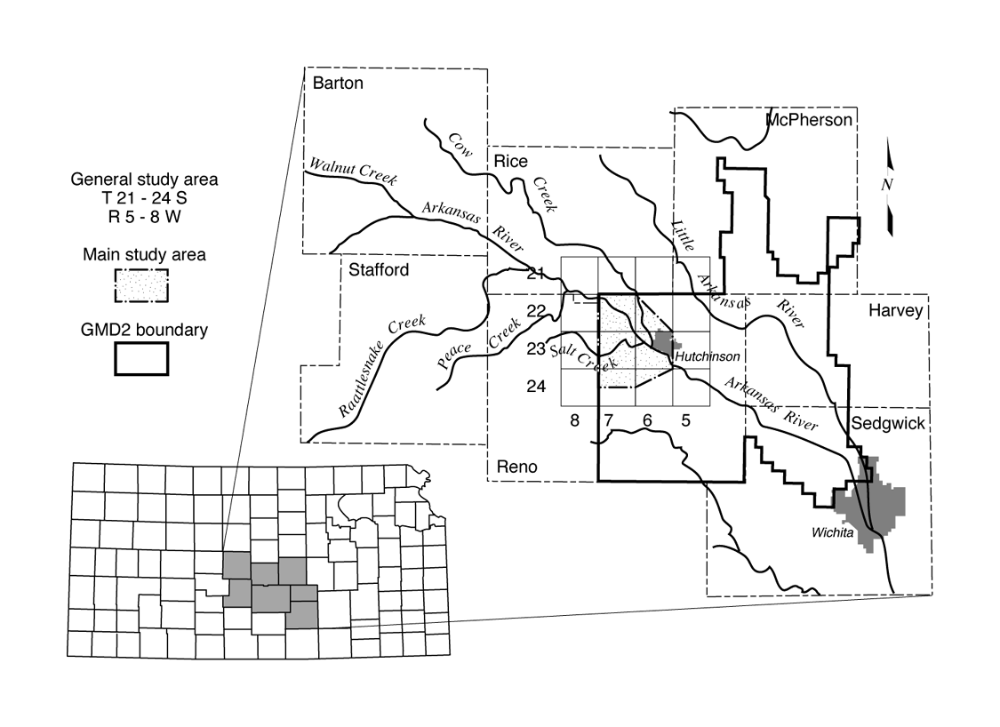 Barton
McPherson
Cow
Rice
Walnut Creek
General study area
T 21 - 24 S
R 5 - 8 W
Creek
N
Arkansas River
Little
Main study area
Stafford
21
Arkansas
River
22
Harvey
GMD2 boundary
Raattlesnake Creek
Peace Creek
23
Salt Creek
Hutchinson
24
Arkansas River
8 7 6 5
Sedgwick
Reno
Wichita